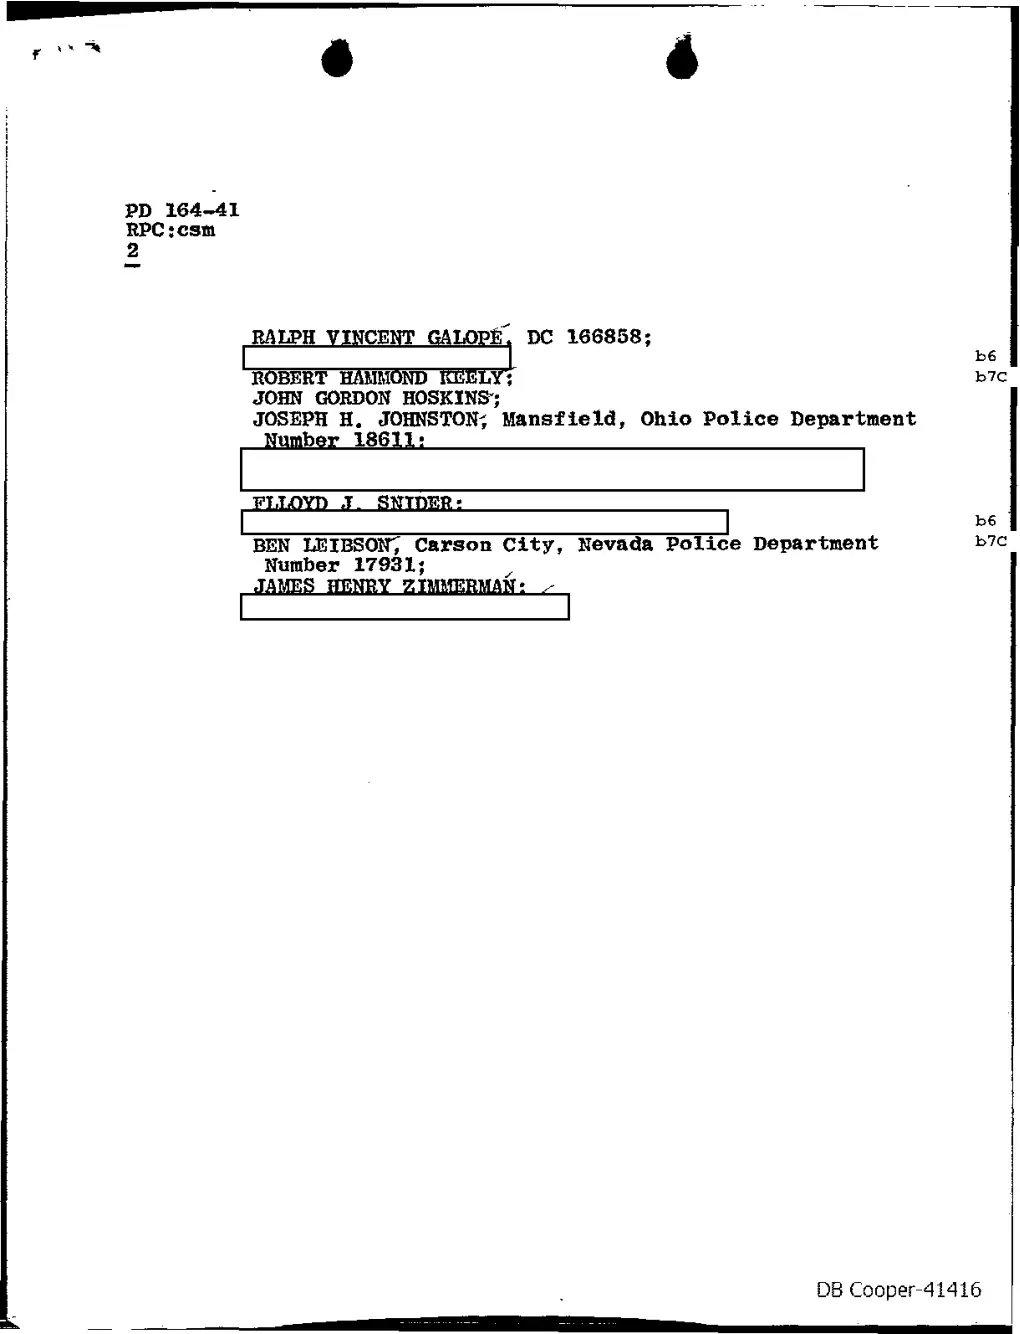 PD 164-41
RPC:csm
2
RALPH VINCENT GALOPE, DC 166858;
b6
ROBERT HAMMOND KEELY;
b7C
JOHN GORDON HOSKINS;
JOSEPH H. JOHNSTON; Mansfield, Ohio Police Department
Number 18611;
FLLOYD J. SNIDER;
b6
BEN LEIBSON, Carson City, Nevada Police Department
b7C
Number 17931;
JAMES HENRY ZIMMERMAN;
DB Cooper-41416